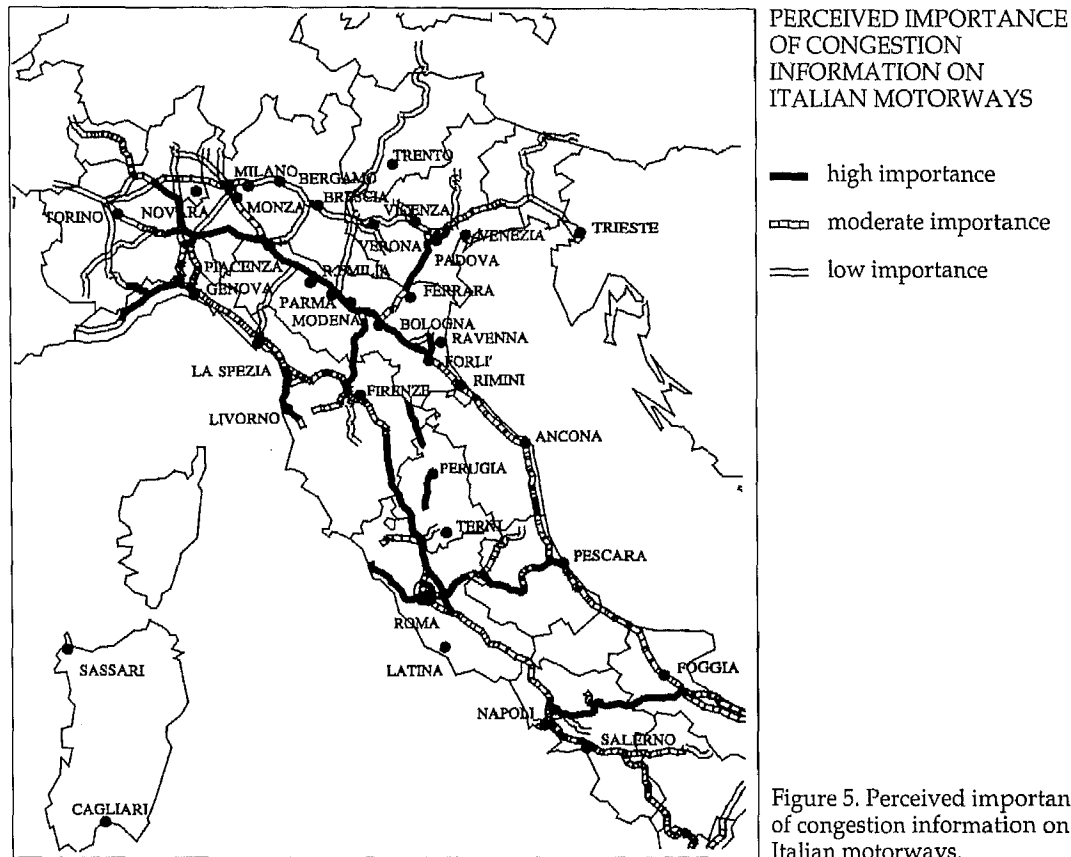 PERCEIVED IMPORTANCE
OF CONGESTION
INFORMATION ON
ITALIAN MOTORWAYS
high importance
moderate importance
low importance
TRENTO
MILANO
BERGAMO
BRESCIA
VICENZA
TORINO
NOVARA
MONZA
VERONA
VENEZIA
TRIESTE
PADOVA
PIACENZA
R.EMILIA
GENOVA
PARMA
FERRARA
MODENA
BOLOGNA
RAVENNA
FORLI'
LA SPEZIA
FIRENZE
RIMINI
LIVORNO
ANCONA
PERUGIA
TERNI
PESCARA
ROMA
LATINA
SASSARI
FOGGIA
NAPOLI
SALERNO
CAGLIARI
Figure 5. Perceived importan
of congestion information on
Italian motorways.